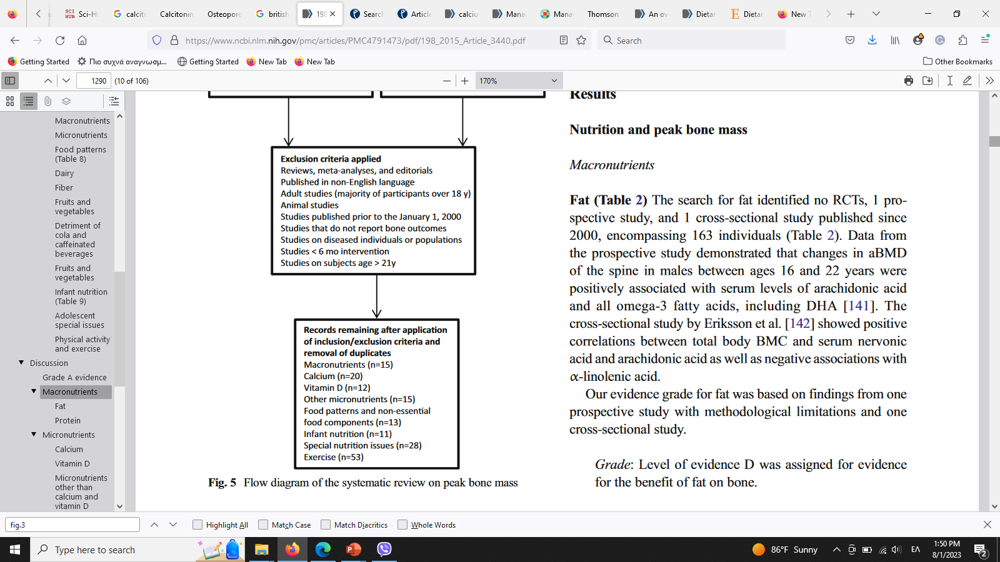 SCI HUB
Sci-H
calcito
Calcitonin
Osteopor
british
198
Search
Article
calciu
Mana
Mana
Thomson
An ov
Dietar
Dietar
New T
https://www.ncbi.nlm.nih.gov/pmc/articles/PMC4791473/pdf/198_2015_Article_3440.pdf
Search
Getting Started
Πιο συχνά αναγνωσμ...
Getting Started
New Tab
New Tab
Other Bookmarks
1290
(10 of 106)
170%
Macronutrients
Micronutrients
Food patterns
(Table 8)
Dairy
Fiber
Fruits and
vegetables
Detriment of
cola and
caffeinated
beverages
Fruits and
vegetables
Infant nutrition
(Table 9)
Adolescent
special issues
Physical activity
and exercise
Discussion
Grade A evidence
Macronutrients
Fat
Protein
Micronutrients
Calcium
Vitamin D
Micronutrients
other than
calcium and
vitamin D
Exclusion criteria applied
Reviews, meta-analyses, and editorials
Published in non-English language
Adult studies (majority of participants over 18 y)
Animal studies
Studies published prior to the January 1, 2000
Studies that do not report bone outcomes
Studies on diseased individuals or populations
Studies < 6 mo intervention
Studies on subjects age > 21y
Records remaining after application
of inclusion/exclusion criteria and
removal of duplicates
Macronutrients (n=15)
Calcium (n=20)
Vitamin D (n=12)
Other micronutrients (n=15)
Food patterns and non-essential
food components (n=13)
Infant nutrition (n=11)
Special nutrition issues (n=28)
Exercise (n=53)
Fig. 5 Flow diagram of the systematic review on peak bone mass
Results
Nutrition and peak bone mass
Macronutrients
Fat (Table 2) The search for fat identified no RCTs, 1 pro-
spective study, and 1 cross-sectional study published since
2000, encompassing 163 individuals (Table 2). Data from
the prospective study demonstrated that changes in aBMD
of the spine in males between ages 16 and 22 years were
positively associated with serum levels of arachidonic acid
and all omega-3 fatty acids, including DHA [141]. The
cross-sectional study by Eriksson et al. [142] showed positive
correlations between total body BMC and serum nervonic
acid and arachidonic acid as well as negative associations with
α-linolenic acid.
Our evidence grade for fat was based on findings from one
prospective study with methodological limitations and one
cross-sectional study.
Grade: Level of evidence D was assigned for evidence
for the benefit of fat on bone.
fig.3
Highlight All
Match Case
Match Diacritics
Whole Words
Type here to search
86°F Sunny
ΕΛ
1:50 PM
8/1/2023
2